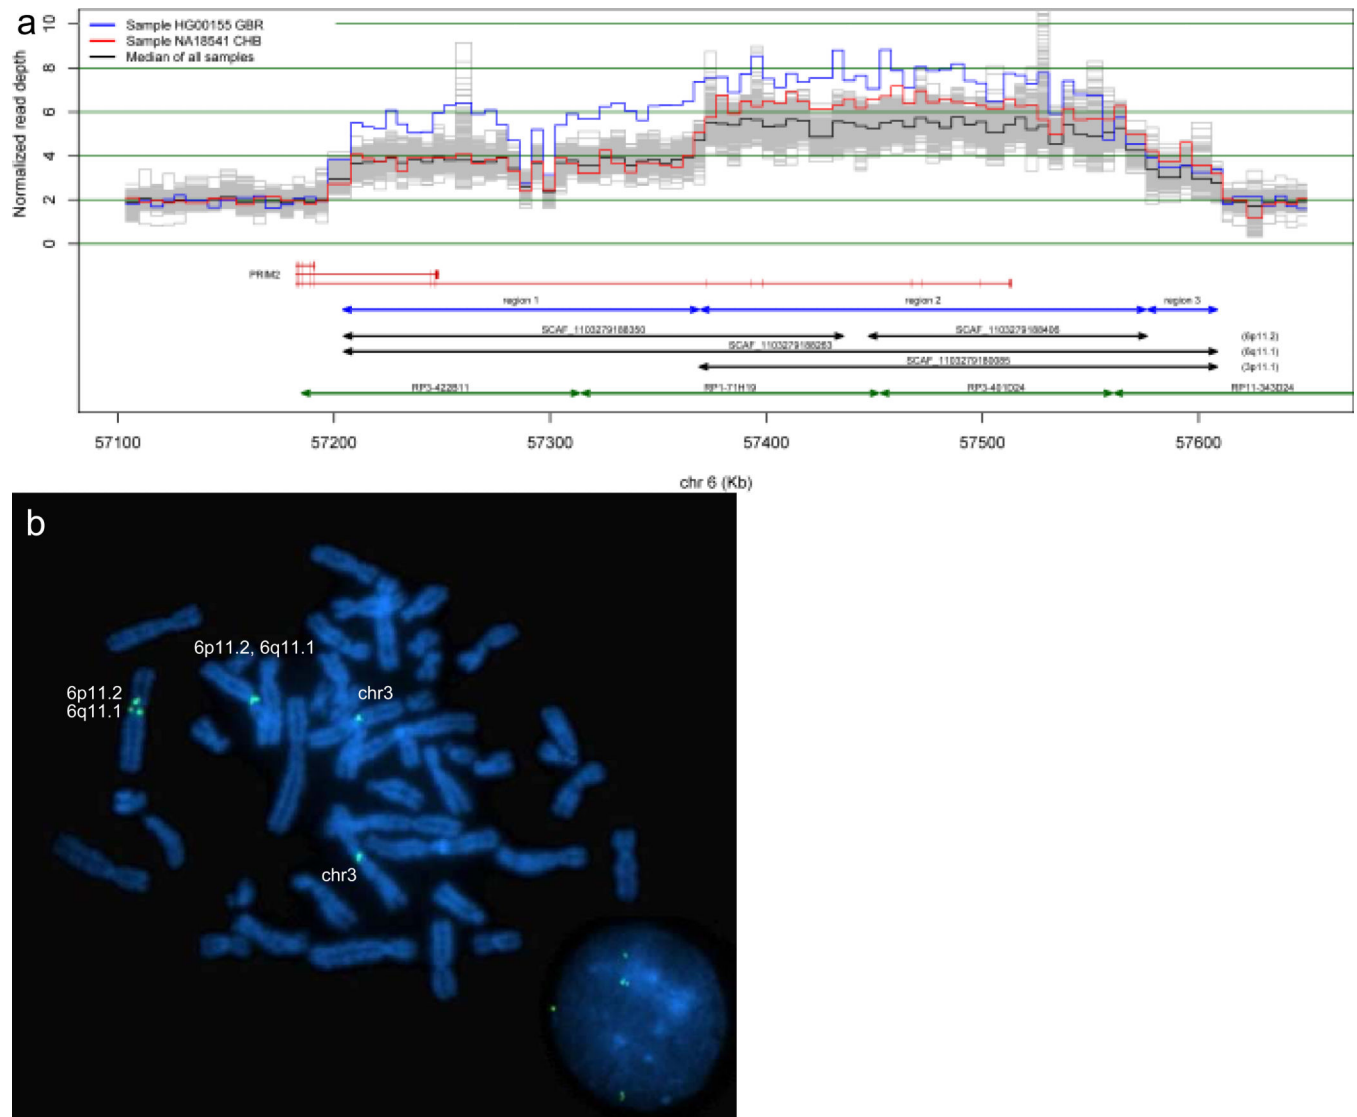 a
Sample HG00155 GBR
Sample NA18541 CHB
Median of all samples
Normalized read depth
10
8
6
4
2
0
PRIM2
region 1
region 2
region 3
SCAF_1103279188350
SCAF_1103279188406
(6p11.2)
SCAF_1103279188263
(6q11.1)
SCAF_1103279180085
(3p11.1)
RP3-422B11
RP1-71H19
RP3-401D24
RP11-343D24
57100
57200
57300
57400
57500
57600
chr 6 (Kb)
b
6p11.2, 6q11.1
6p11.2
6q11.1
chr3
chr3